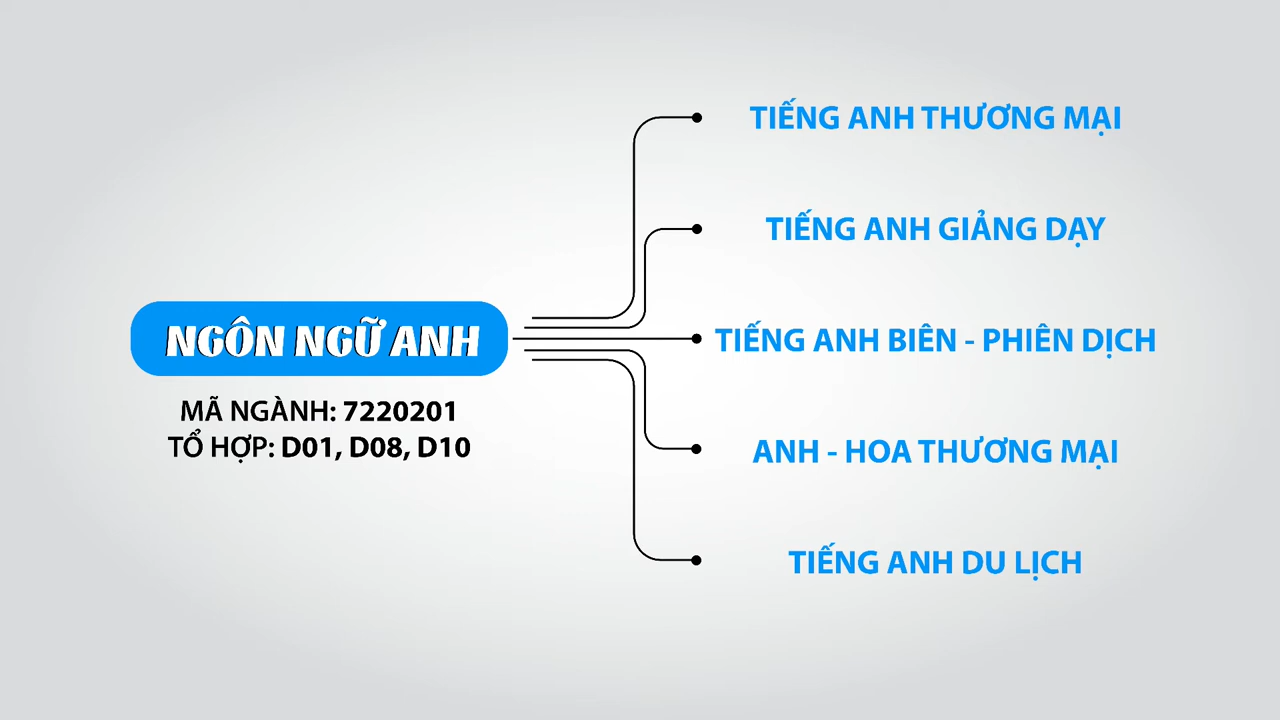 NGÔN NGỮ ANH
MÃ NGÀNH: 7220201
TỔ HỢP: D01, D08, D10
TIẾNG ANH THƯƠNG MẠI
TIẾNG ANH GIẢNG DẠY
TIẾNG ANH BIÊN - PHIÊN DỊCH
ANH - HOA THƯƠNG MẠI
TIẾNG ANH DU LỊCH